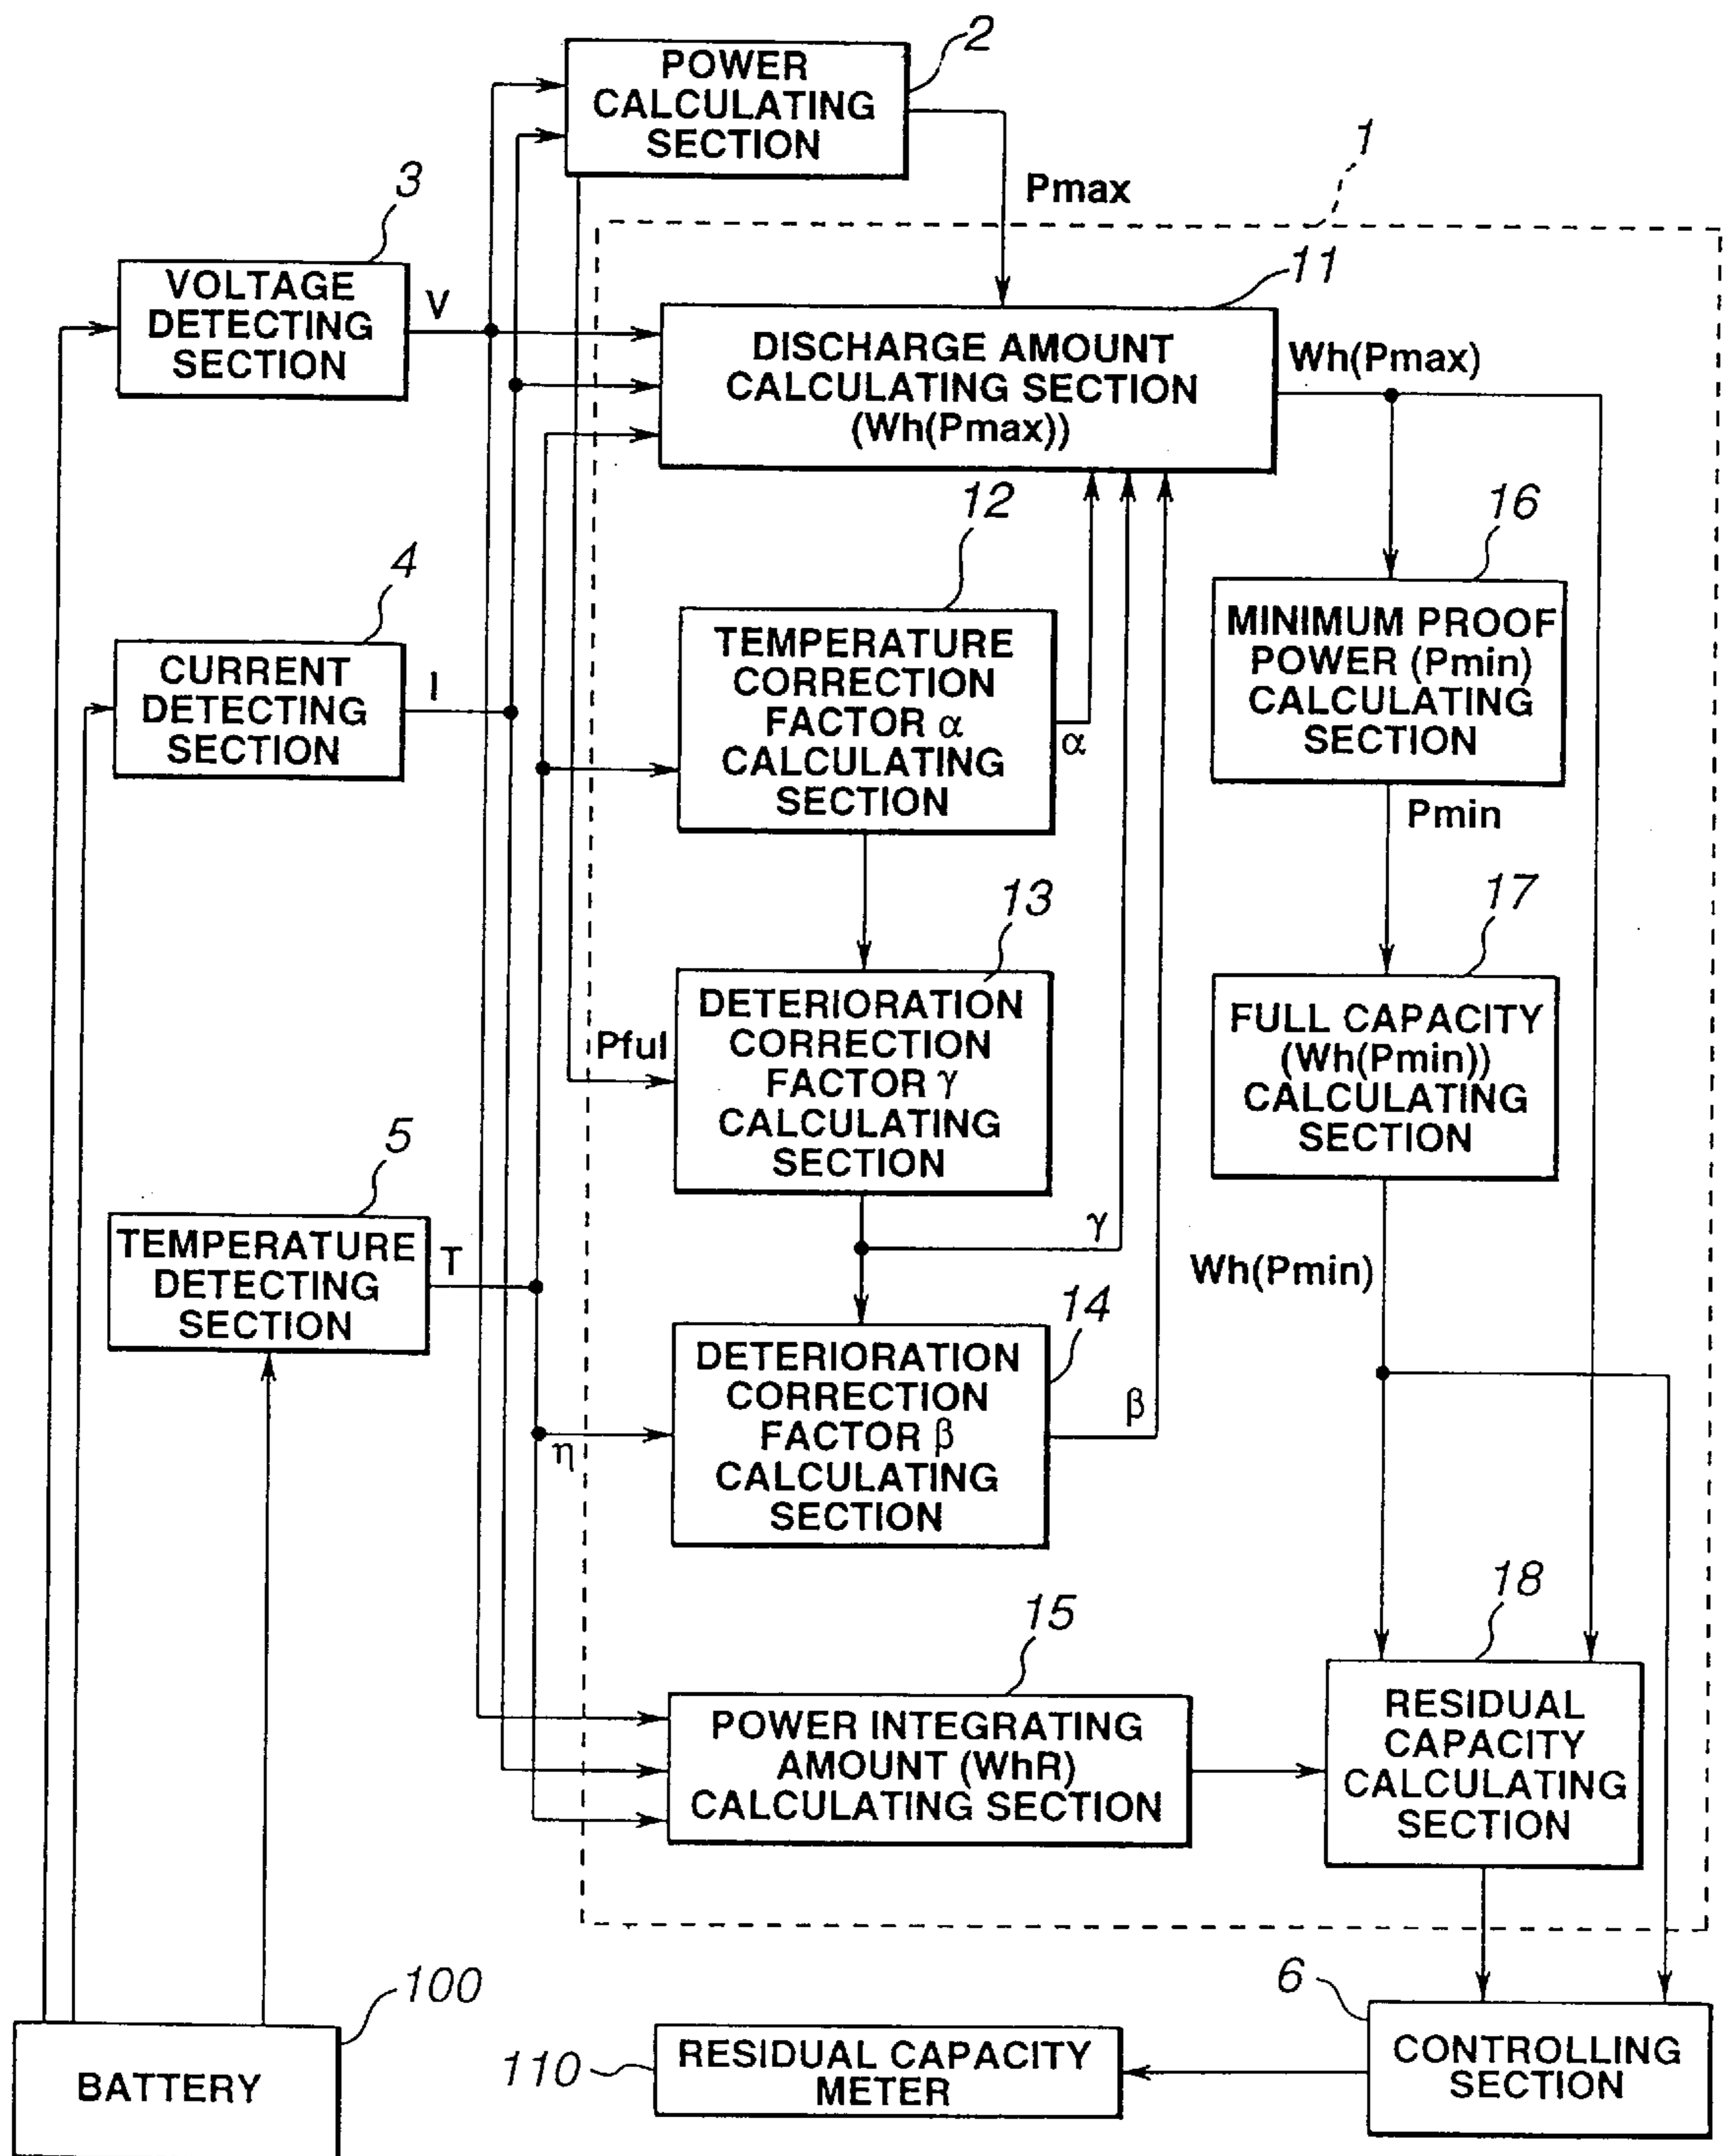 2
POWER
CALCULATING
SECTION
1
Pmax
3
VOLTAGE
DETECTING
SECTION
V
11
DISCHARGE AMOUNT
CALCULATING SECTION
(Wh(Pmax))
Wh(Pmax)
12
16
4
CURRENT
DETECTING
SECTION
I
TEMPERATURE
CORRECTION
FACTOR α
CALCULATING
SECTION
α
MINIMUM PROOF
POWER (Pmin)
CALCULATING
SECTION
Pmin
13
17
Pful
DETERIORATION
CORRECTION
FACTOR γ
CALCULATING
SECTION
γ
FULL CAPACITY
(Wh(Pmin))
CALCULATING
SECTION
Wh(Pmin)
5
TEMPERATURE
DETECTING
SECTION
T
14
η
DETERIORATION
CORRECTION
FACTOR β
CALCULATING
SECTION
β
15
POWER INTEGRATING
AMOUNT (WhR)
CALCULATING SECTION
18
RESIDUAL
CAPACITY
CALCULATING
SECTION
100
BATTERY
110
RESIDUAL CAPACITY
METER
6
CONTROLLING
SECTION